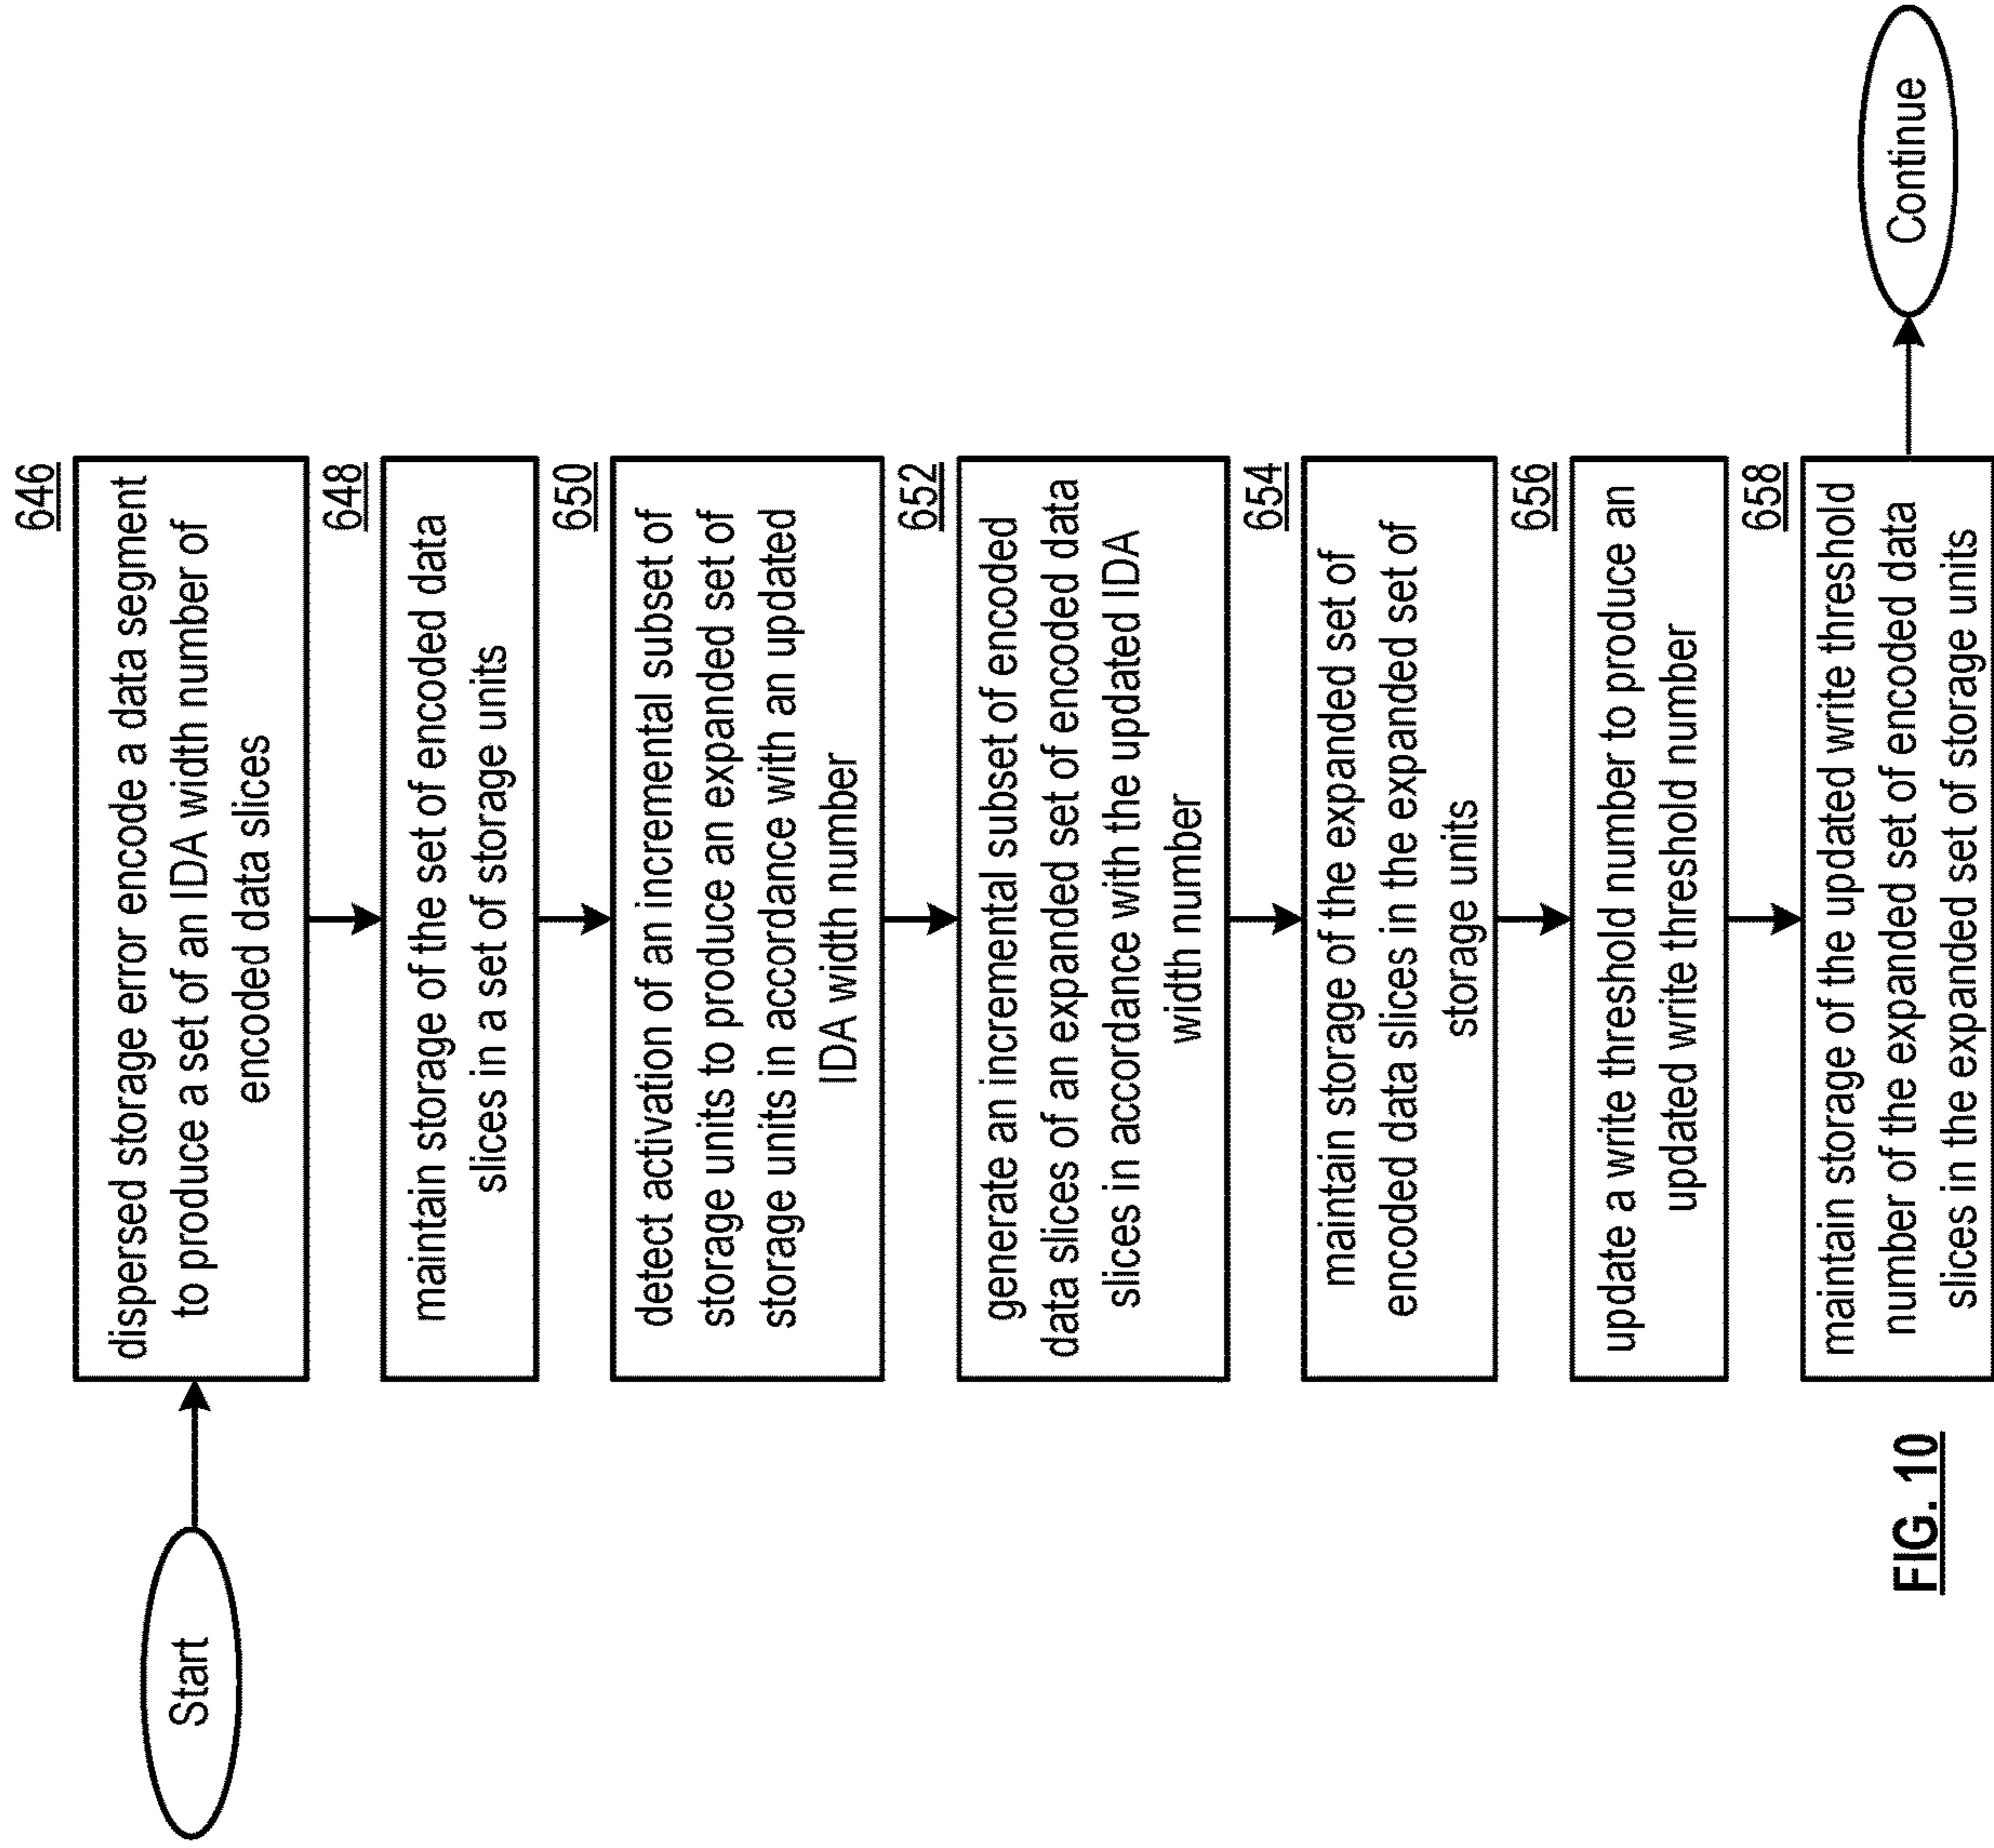 Start
646
dispersed storage error encode a data segment
to produce a set of an IDA width number of
encoded data slices
648
maintain storage of the set of encoded data
slices in a set of storage units
650
detect activation of an incremental subset of
storage units to produce an expanded set of
storage units in accordance with an updated
IDA width number
652
generate an incremental subset of encoded
data slices of an expanded set of encoded data
slices in accordance with the updated IDA
width number
654
maintain storage of the expanded set of
encoded data slices in the expanded set of
storage units
656
update a write threshold number to produce an
updated write threshold number
658
maintain storage of the updated write threshold
number of the expanded set of encoded data
slices in the expanded set of storage units
Continue
FIG. 10